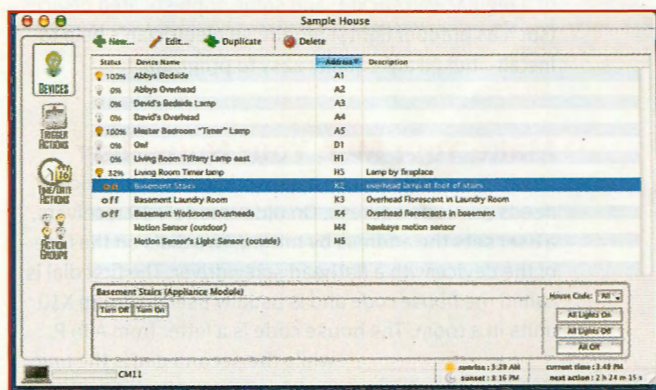 Sample House
New... Edit... Duplicate Delete
Status Device Name Address Description
100% Abbys Bedside A1
0% Abbys Overhead A2
0% David's Bedside Lamp A3
0% David's Overhead A4
100% Master Bedroom "Timer" Lamp A5
0% Owl D1
0% Living Room Tiffany Lamp east H1
32% Living Room Timer lamp H5 Lamp by fireplace
off Basement Stairs K2 overhead lamp at foot of stairs
off Basement Laundry Room K3 Overhead Florescent in Laundry Room
off Basement Workroom Overheads K4 Overhead florescents in basement
Motion Sensor (outdoor) M4 hawkeye motion sensor
Motion Sensor's Light Sensor (outside) M5
DEVICES
TRIGGER ACTIONS
TIME/DATE ACTIONS
ACTION GROUPS
Basement Stairs (Appliance Module)
Turn Off Turn On
House Code: All
All Lights On
All Lights Off
All Off
CM11
sunrise : 5:29 AM
sunset : 8:16 PM
current time : 3:49 PM
next action : 2 h 24 m 15 s